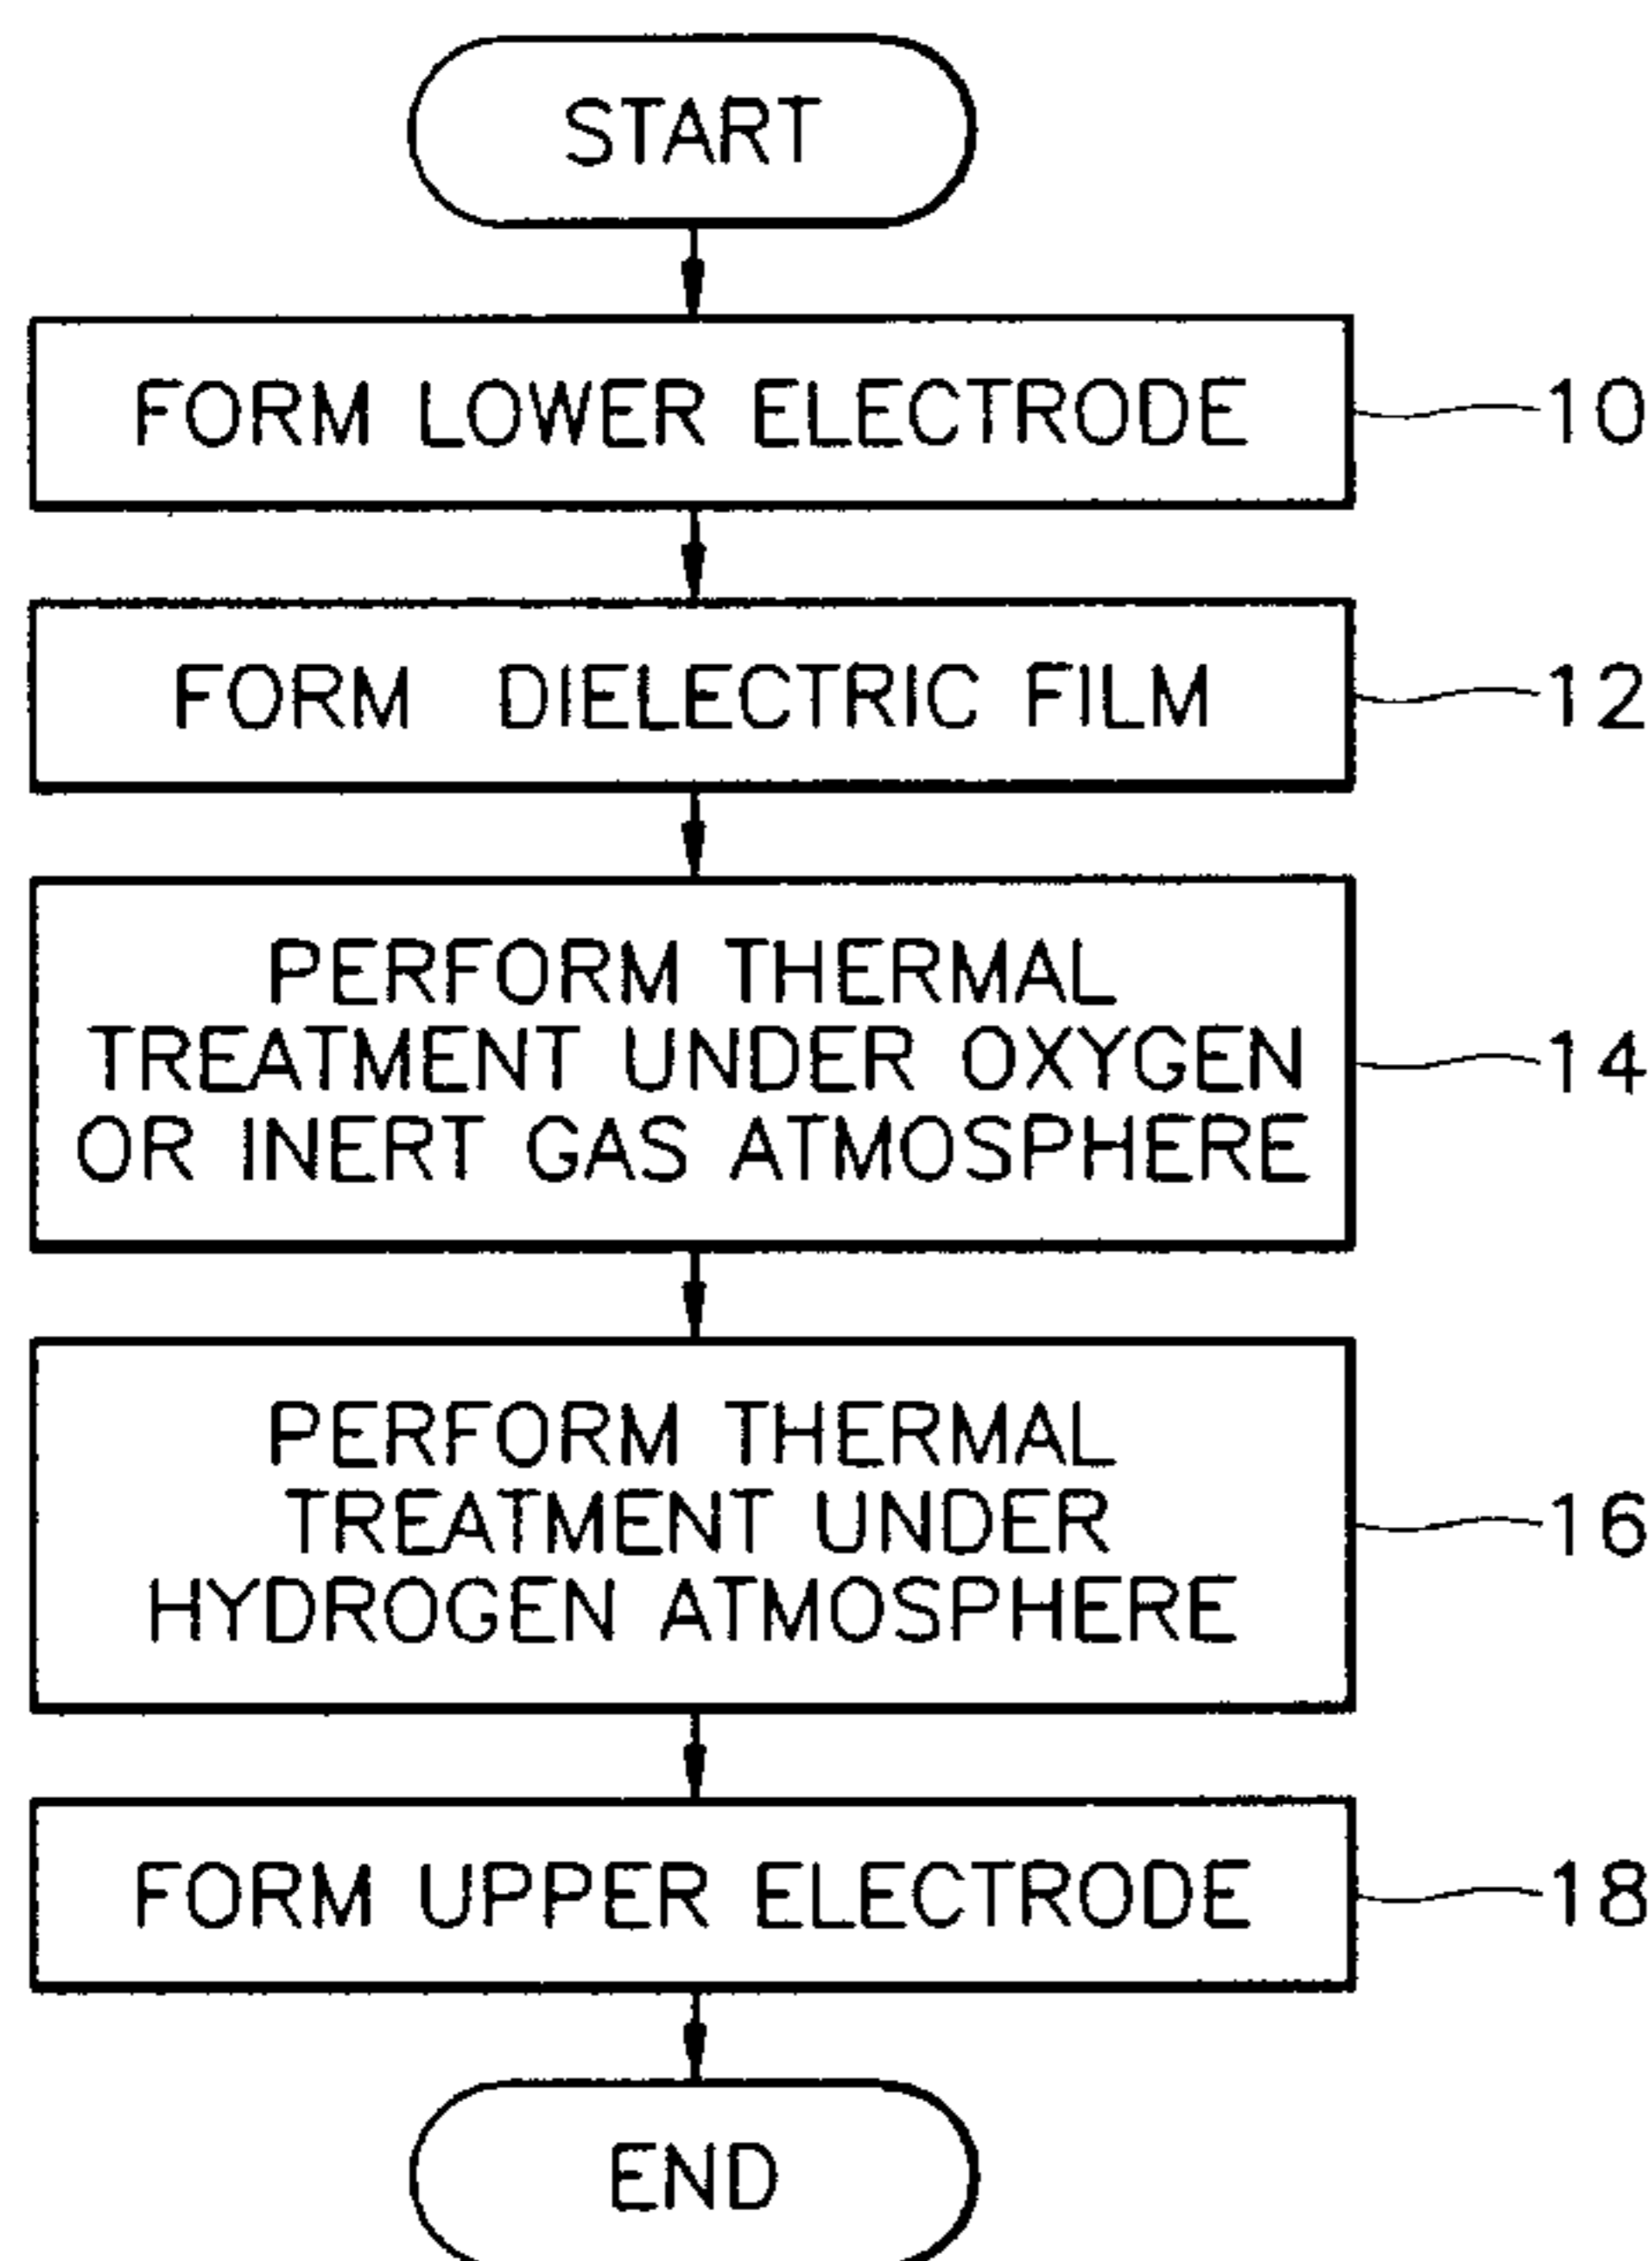 START
FORM LOWER ELECTRODE
10
FORM DIELECTRIC FILM
12
PERFORM THERMAL
TREATMENT UNDER OXYGEN
OR INERT GAS ATMOSPHERE
14
PERFORM THERMAL
TREATMENT UNDER
HYDROGEN ATMOSPHERE
16
FORM UPPER ELECTRODE
18
END